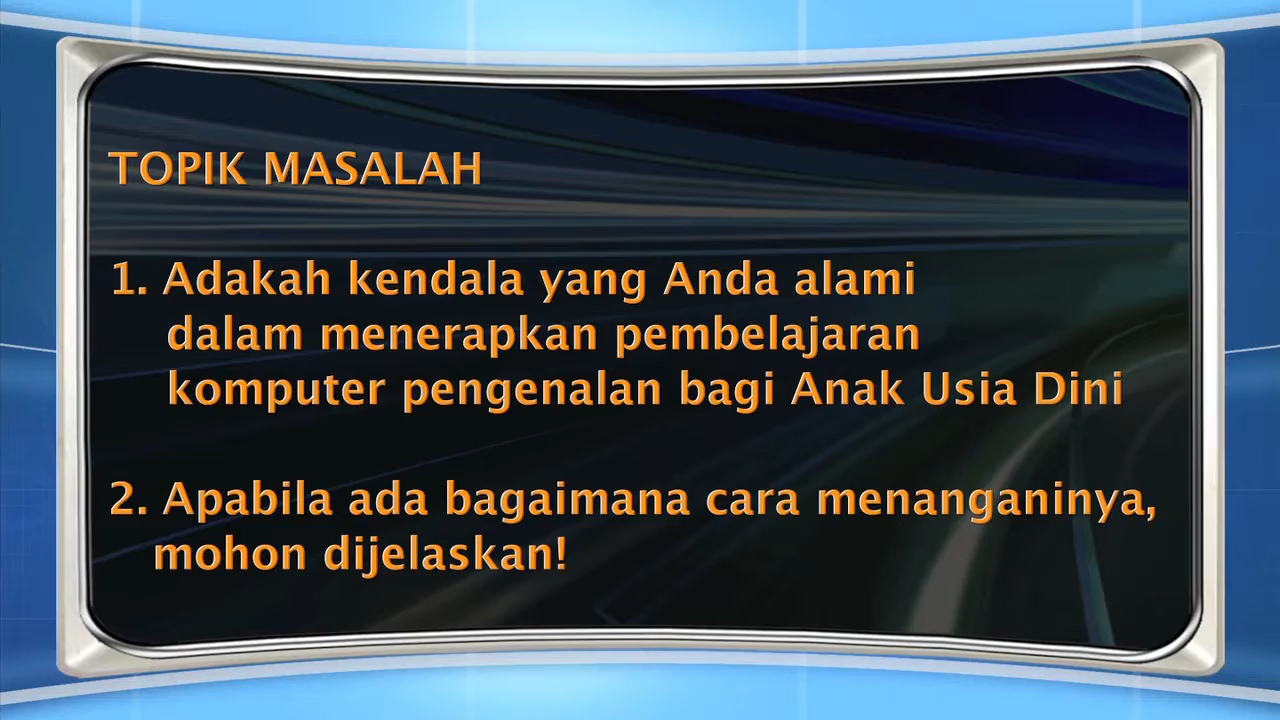 TOPIK MASALAH
1. Adakah kendala yang Anda alami
dalam menerapkan pembelajaran
komputer pengenalan bagi Anak Usia Dini
2. Apabila ada bagaimana cara menanganinya,
mohon dijelaskan!